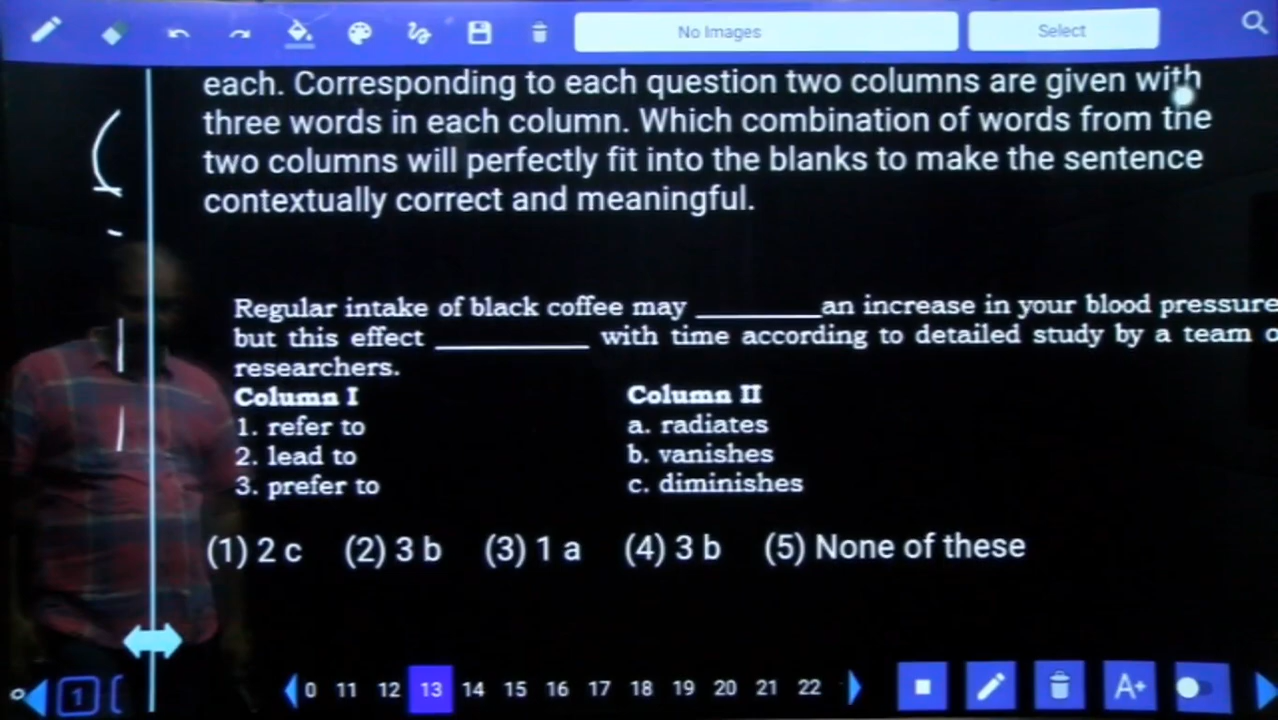 No Images
Select
each. Corresponding to each question two columns are given with
three words in each column. Which combination of words from the
two columns will perfectly fit into the blanks to make the sentence
contextually correct and meaningful.
Regular intake of black coffee may ________an increase in your blood pressure
but this effect __________ with time according to detailed study by a team o
researchers.
Column I
Column II
1. refer to
a. radiates
2. lead to
b. vanishes
3. prefer to
c. diminishes
(1) 2 c (2) 3 b (3) 1 a (4) 3 b (5) None of these
1
0 11 12 13 14 15 16 17 18 19 20 21 22
A+